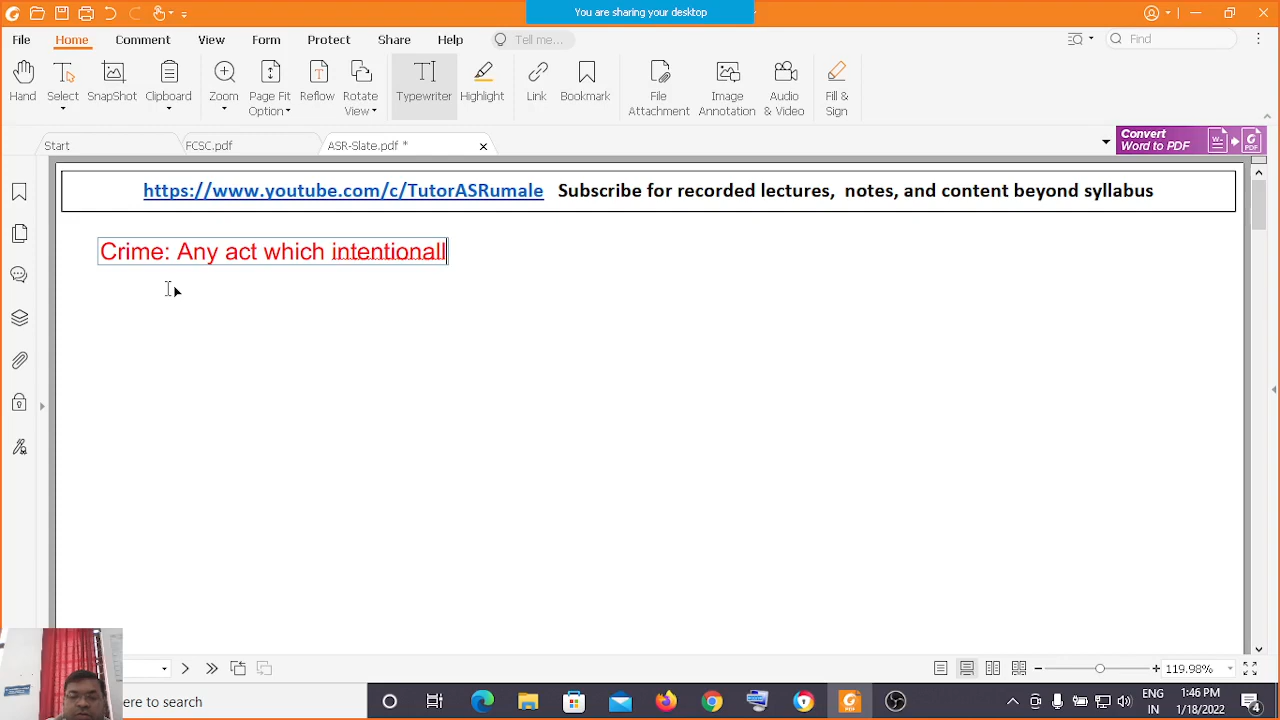 You are sharing your desktop
File Home Comment View Form Protect Share Help Tell me... Find
Hand Select SnapShot Clipboard Zoom Page Fit Option Reflow Rotate View Typewriter Highlight Link Bookmark File Attachment Image Annotation Audio & Video Fill & Sign
Start FCSC.pdf ASR-Slate.pdf * Convert Word to PDF
https://www.youtube.com/c/TutorASRumale Subscribe for recorded lectures, notes, and content beyond syllabus
Crime: Any act which intentionall
119.98%
here to search
ENG IN 1:46 PM 1/18/2022 4